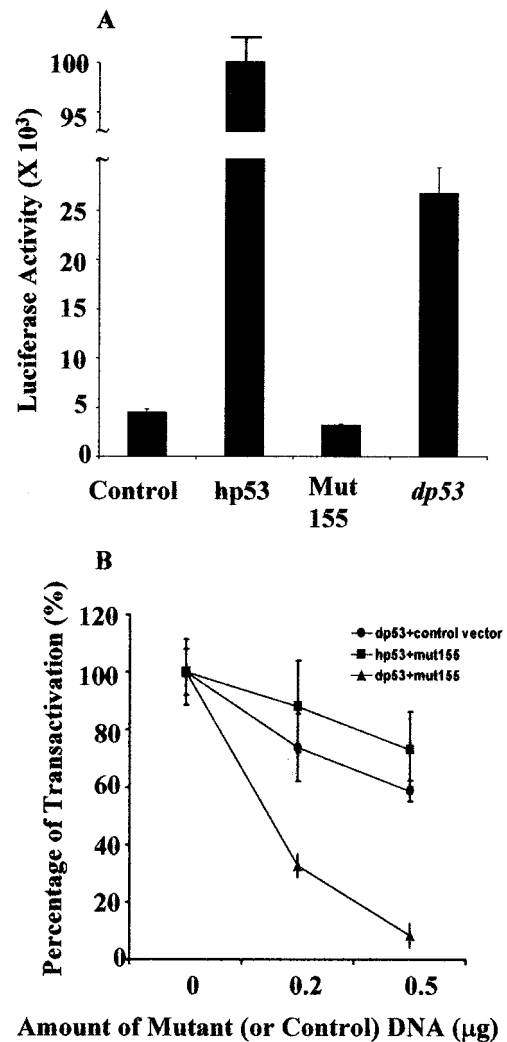 A
Luciferase Activity (X 10³)
100
95
~
~
25
20
15
10
5
0
Control
hp53
Mut
155
dp53
B
Percentage of Transactivation (%)
120
100
80
60
40
20
0
dp53+control vector
hp53+mut155
dp53+mut155
0
0.2
0.5
Amount of Mutant (or Control) DNA (µg)